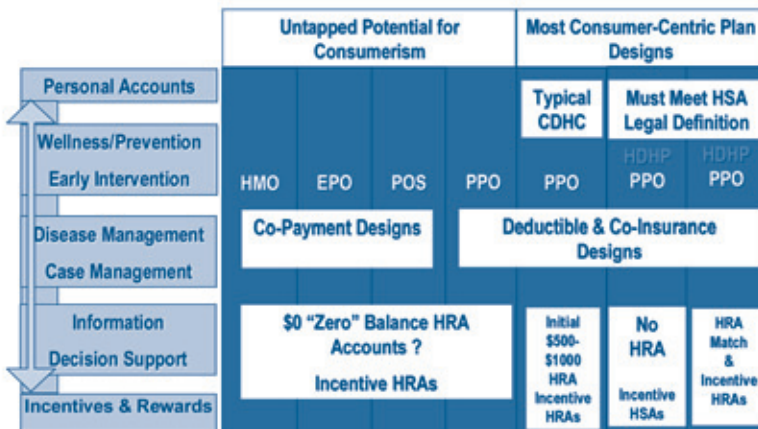 Untapped Potential for
Consumerism
Most Consumer-Centric Plan
Designs
Personal Accounts
Wellness/Prevention
Early Intervention
Disease Management
Case Management
Information
Decision Support
Incentives & Rewards
Typical
CDHC
Must Meet HSA
Legal Definition
HMO
EPO
POS
PPO
PPO
HDHP
PPO
HDHP
PPO
Co-Payment Designs
Deductible & Co-Insurance
Designs
$0 “Zero” Balance HRA
Accounts ?
Incentive HRAs
Initial
$500-
$1000
HRA
Incentive
HRAs
No
HRA
Incentive
HSAs
HRA
Match
&
Incentive
HRAs